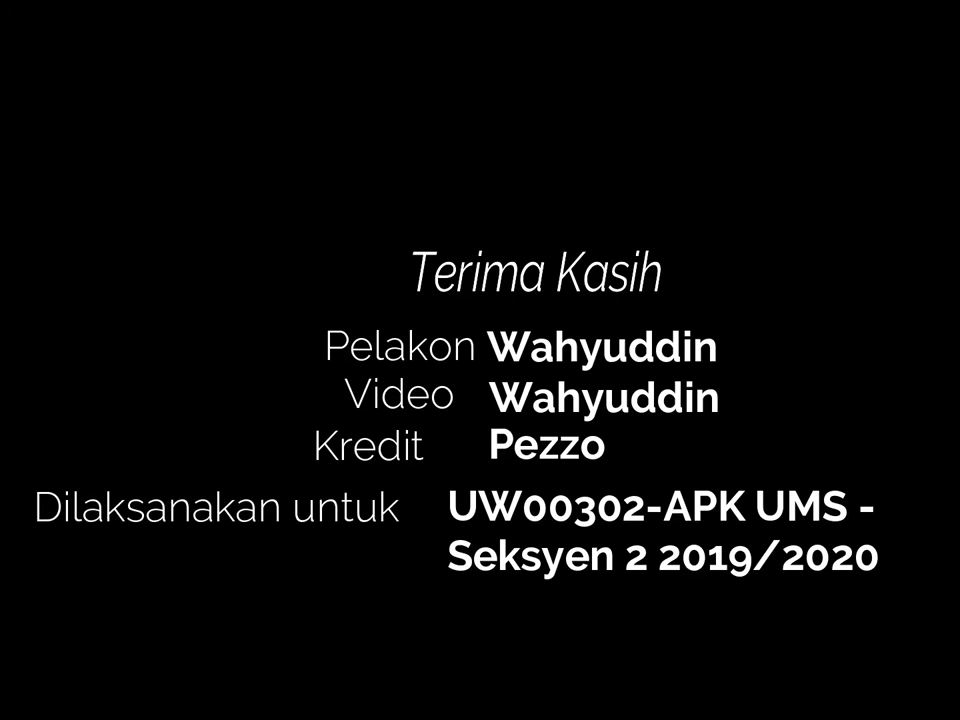 Terima Kasih
Pelakon Wahyuddin
Video Wahyuddin
Kredit Pezzo
Dilaksanakan untuk UW00302-APK UMS -
Seksyen 2 2019/2020